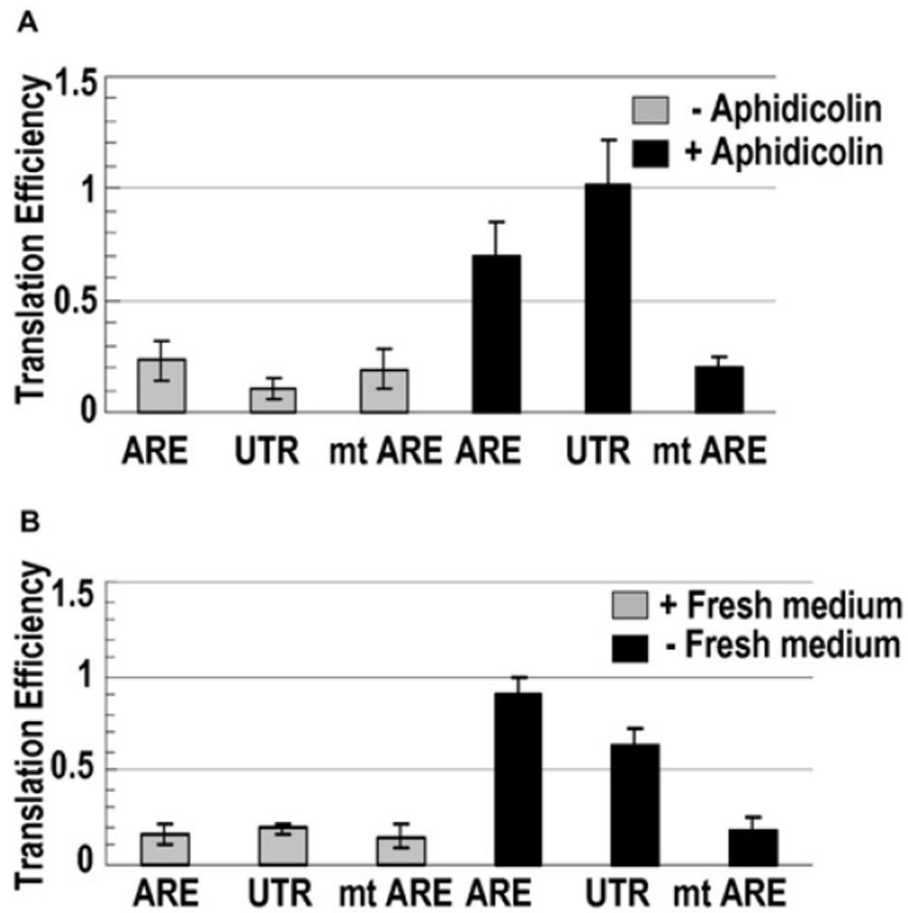 A
Translation Efficiency
1.5
1
0.5
0
- Aphidicolin
+ Aphidicolin
ARE UTR mt ARE ARE UTR mt ARE
B
Translation Efficiency
1.5
1
0.5
0
+ Fresh medium
- Fresh medium
ARE UTR mt ARE ARE UTR mt ARE